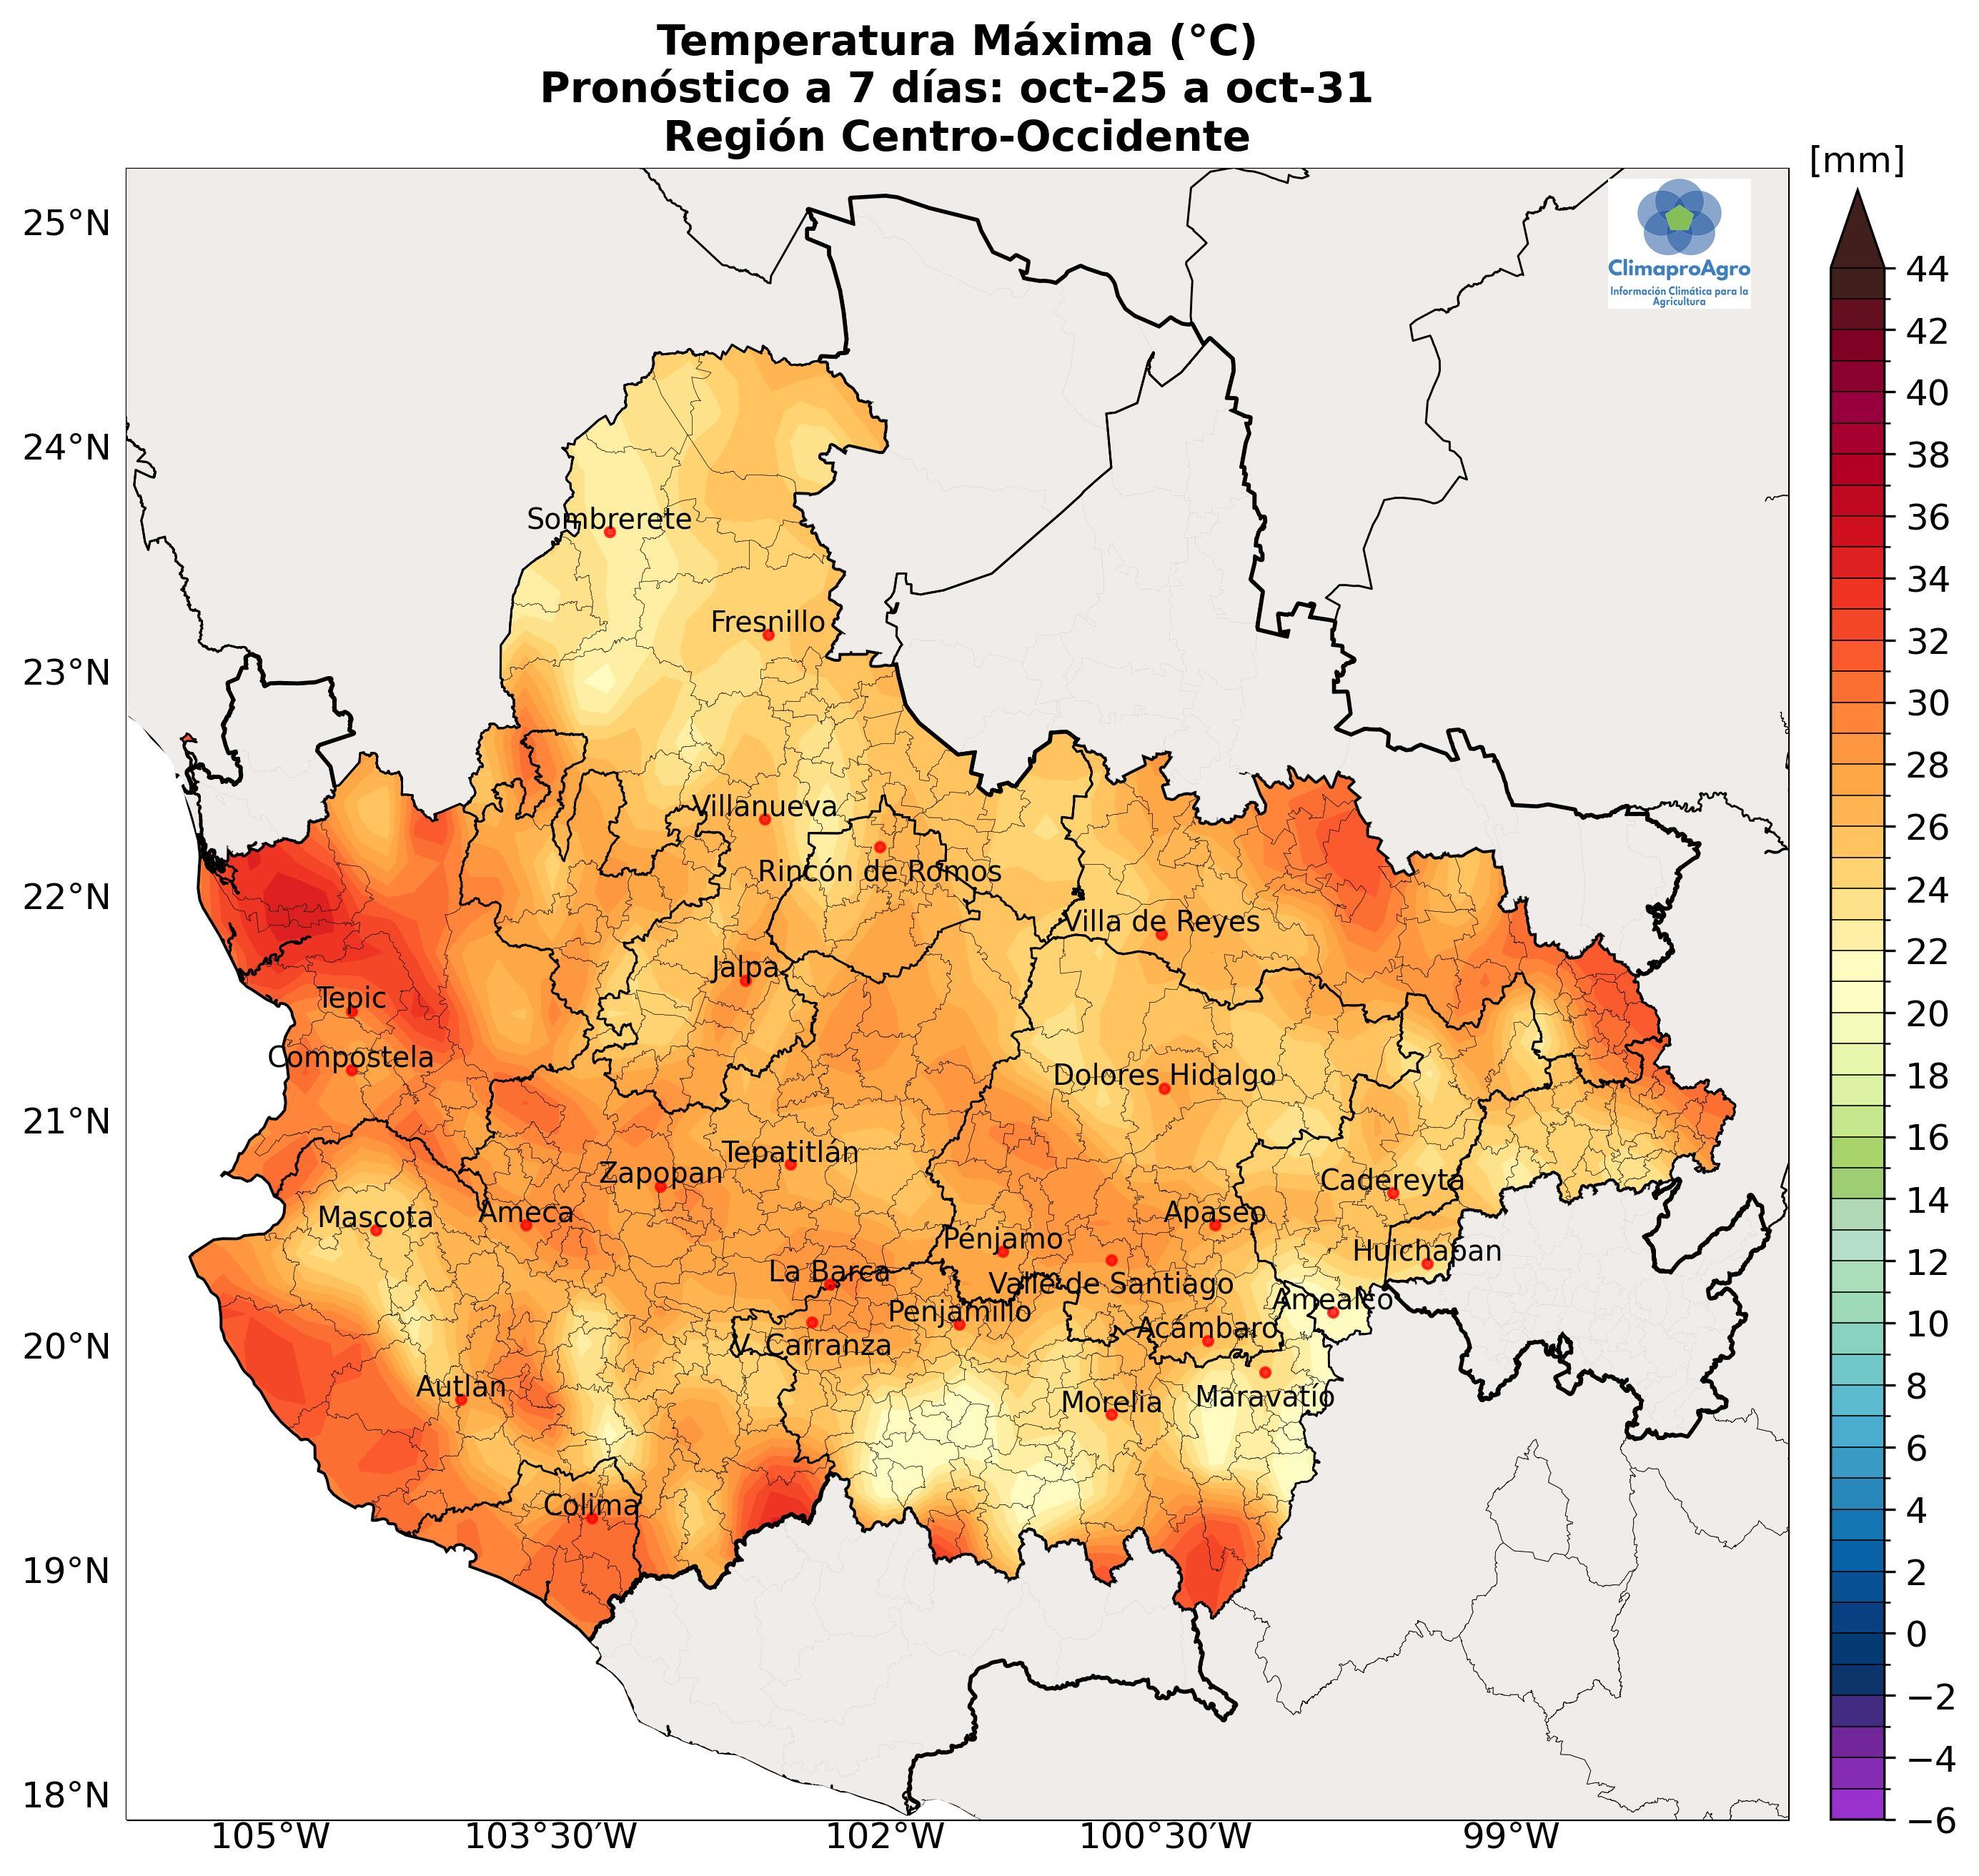 Temperatura Máxima (°C)
Pronóstico a 7 días: oct-25 a oct-31
Región Centro-Occidente
[mm]
ClimaproAgro
Información Climática para la
Agricultura
25°N
24°N
23°N
22°N
21°N
20°N
19°N
18°N
105°W
103°30'W
102°W
100°30'W
99°W
44
42
40
38
36
34
32
30
28
26
24
22
20
18
16
14
12
10
8
6
4
2
0
−2
−4
−6
Sombrerete
Fresnillo
Villanueva
Rincón de Romos
Villa de Reyes
Jalpa
Tepic
Compostela
Dolores Hidalgo
Tepatitlán
Zapopan
Cadereyta
Mascota
Ameca
Apaseo
Pénjamo
Huichapan
La Barca
Valle de Santiago
Amealco
Penjamillo
Acámbaro
V. Carranza
Autlan
Morelia
Maravatío
Colima